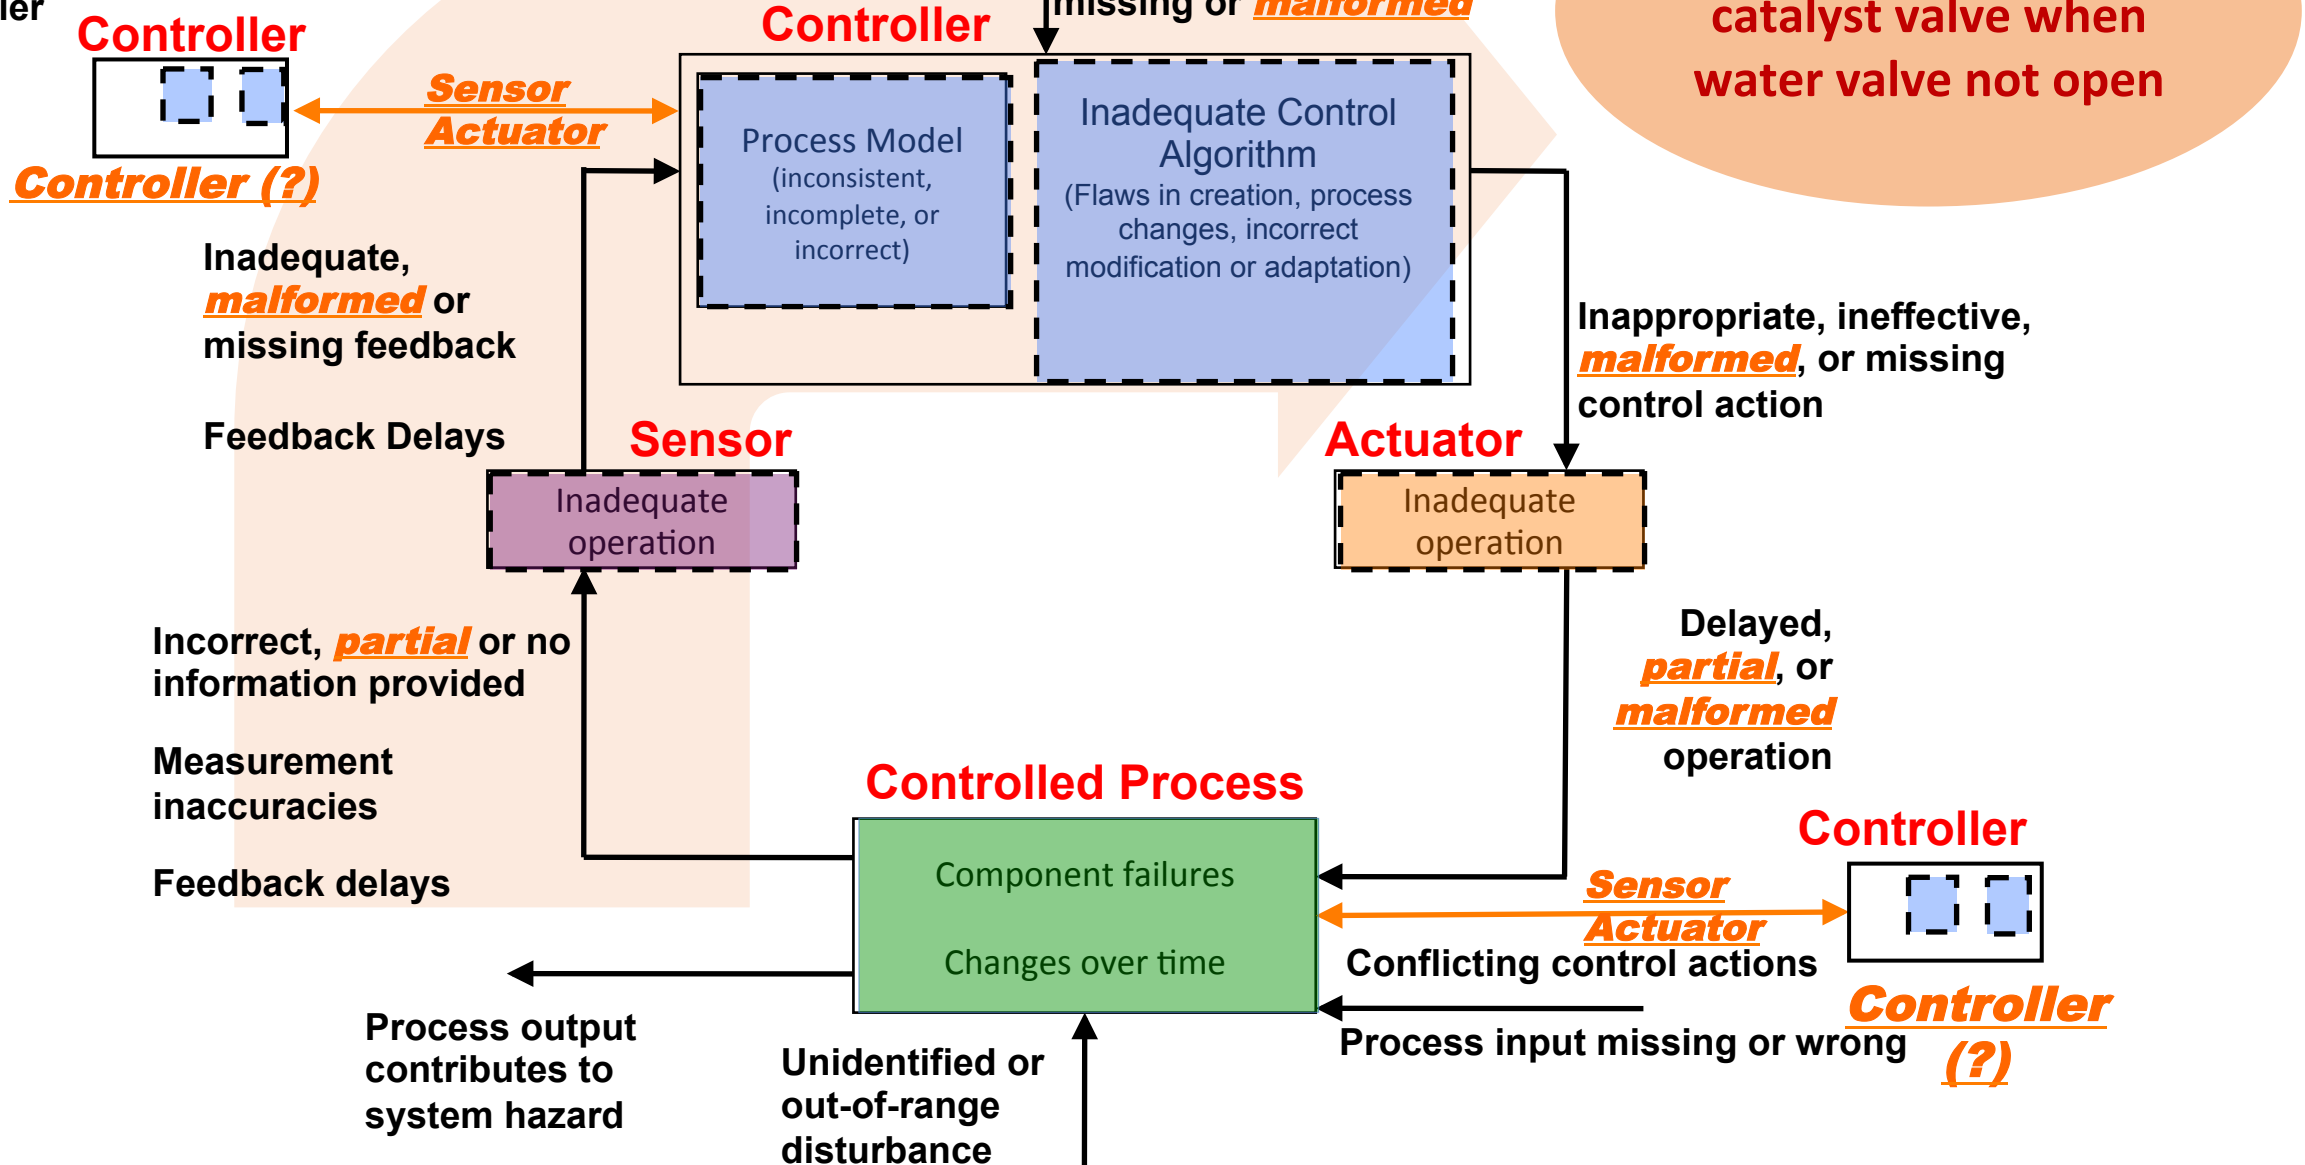 Controller
Controller
missing or malformed
catalyst valve when
water valve not open
Sensor
Actuator
Controller (?)
Process Model
(inconsistent,
incomplete, or
incorrect)
Inadequate Control
Algorithm
(Flaws in creation, process
changes, incorrect
modification or adaptation)
Inadequate,
malformed or
missing feedback
Feedback Delays
Inappropriate, ineffective,
malformed, or missing
control action
Sensor
Inadequate
operation
Actuator
Inadequate
operation
Incorrect, partial or no
information provided
Measurement
inaccuracies
Feedback delays
Delayed,
partial, or
malformed
operation
Controlled Process
Component failures
Changes over time
Controller
Sensor
Actuator
Conflicting control actions
Controller
(?)
Process input missing or wrong
Process output
contributes to
system hazard
Unidentified or
out-of-range
disturbance